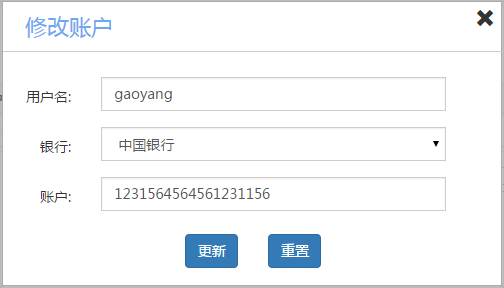 修改账户
用户名: gaoyang
银行: 中国银行
账户: 1231564564561231156
更新 重置